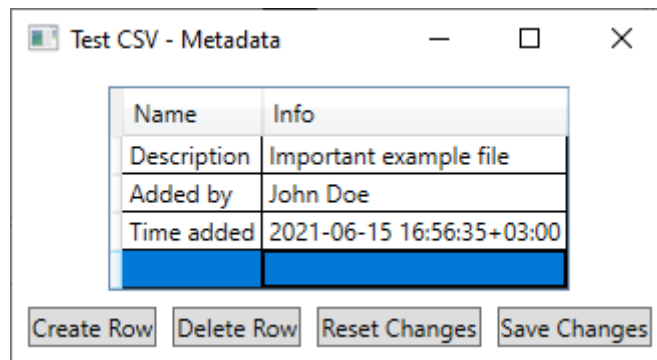 Test CSV - Metadata
Name Info
Description Important example file
Added by John Doe
Time added 2021-06-15 16:56:35+03:00
Create Row Delete Row Reset Changes Save Changes